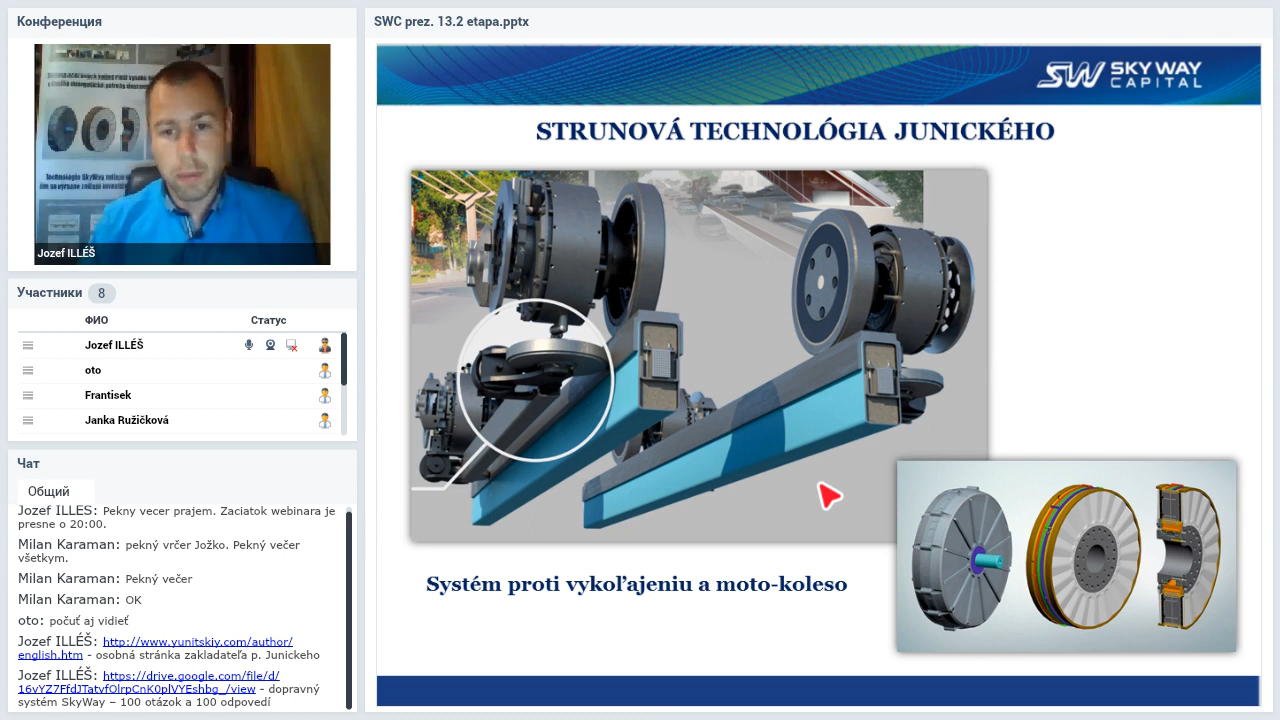 Конференция
Jozef ILLÉŠ
Участники 8
ФИО Статус
Jozef ILLÉŠ
oto
Frantisek
Janka Ružičková
Чат
Общий
Jozef ILLÉŠ: Pekny vecer prajem. Zaciatok webinara je
presne o 20:00.
Milan Karaman: pekný vrčer Jožko. Pekný večer
všetkym.
Milan Karaman: Pekný večer
Milan Karaman: OK
oto: počuť aj vidieť
Jozef ILLÉŠ: http://www.yunitskiy.com/author/
english.htm - osobná stránka zakladateľa p. Junickeho
Jozef ILLÉŠ: https://drive.google.com/file/d/
16vYZ7FfdJTatvfOlrpCnK0plVYEshbg_/view - dopravný
systém SkyWay – 100 otázok a 100 odpovedí
SWC prez. 13.2 etapa.pptx
SW SKY WAY
CAPITAL
STRUNOVÁ TECHNOLÓGIA JUNICKÉHO
Systém proti vykoľajeniu a moto-koleso